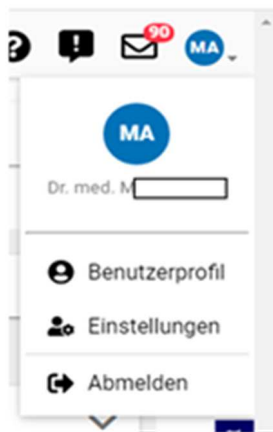 90
MA
MA
Dr. med. M
Benutzerprofil
Einstellungen
Abmelden